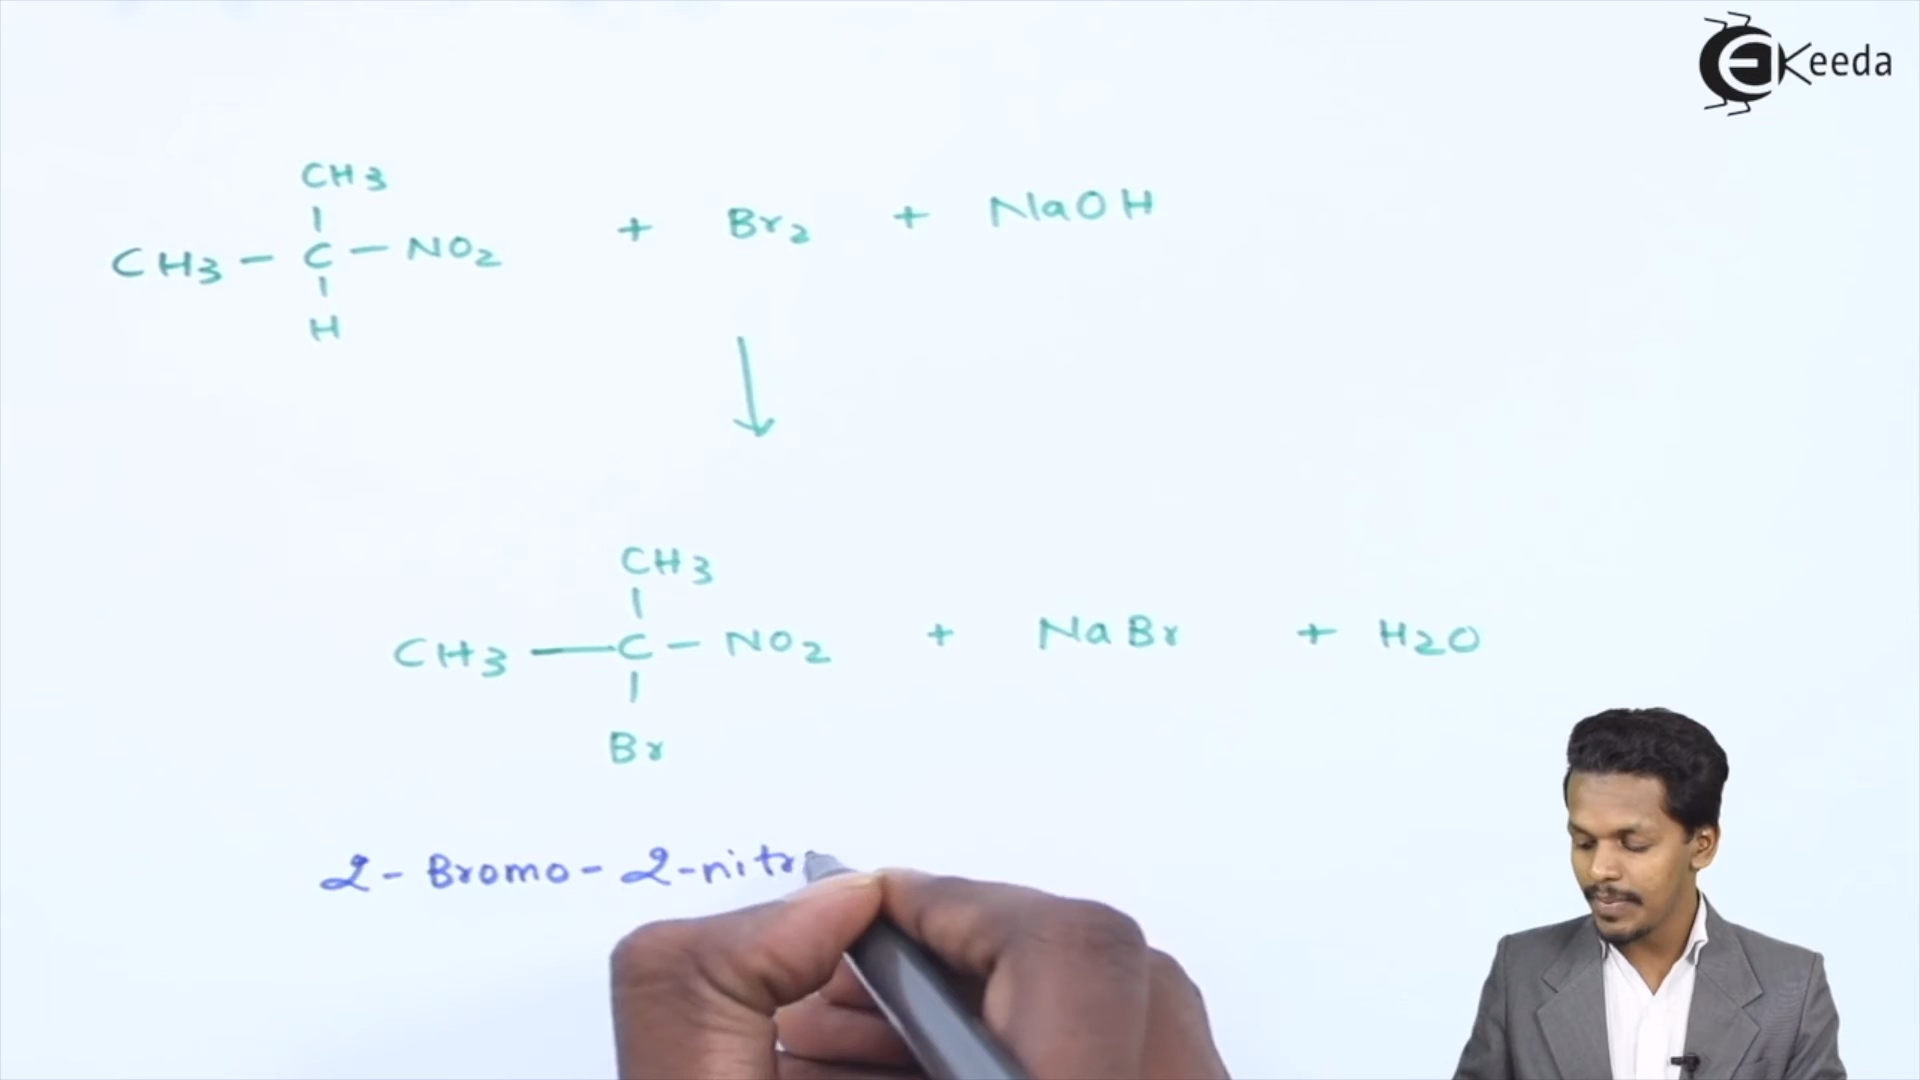 Keeda
CH3
CH3 - C - NO2 + Br2 + NaOH
H
CH3
CH3 — C - NO2 + NaBr + H2O
Br
2 - Bromo - 2-nitr